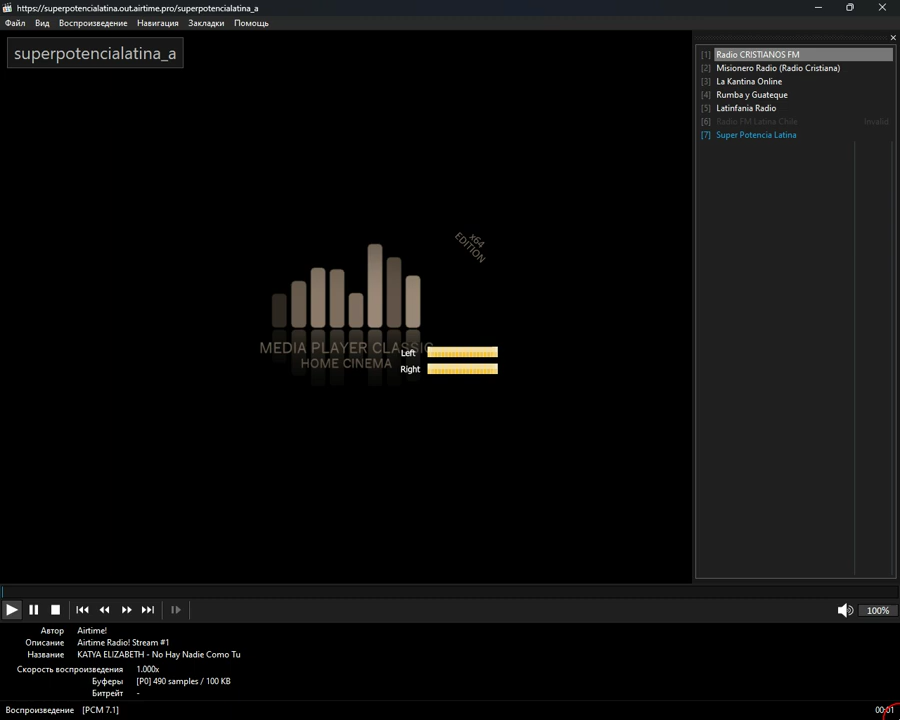 https://superpotencialatina.out.airtime.pro/superpotencialatina_a
Файл Вид Воспроизведение Навигация Закладки Помощь
superpotencialatina_a
[1] Radio CRISTIANOS FM
[2] Misionero Radio (Radio Cristiana)
[3] La Kantina Online
[4] Rumba y Guateque
[5] Latinfania Radio
[6] Radio FM Latina Chile Invalid
[7] Super Potencia Latina
x64
EDITION
MEDIA PLAYER CLASSIC
HOME CINEMA
Left
Right
100%
Автор Airtime!
Описание Airtime Radio! Stream #1
Название KATYA ELIZABETH - No Hay Nadie Como Tu
Скорость воспроизведения 1.000x
Буферы [P0] 490 samples / 100 KB
Битрейт -
Воспроизведение [PCM 7.1] 00:01